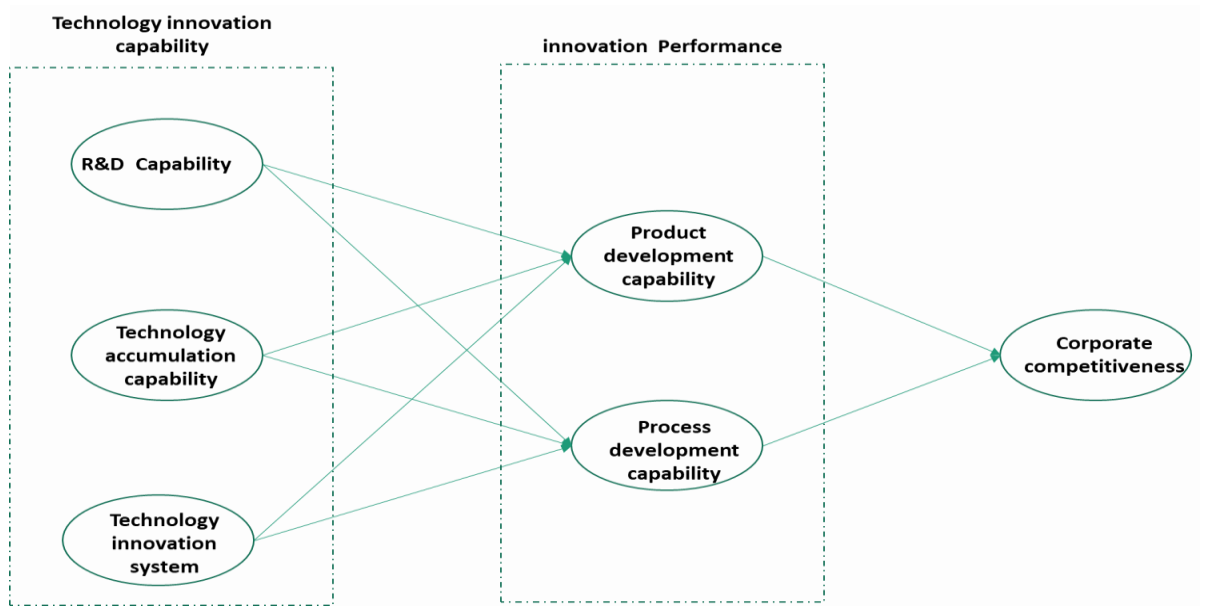 Technology innovation
capability
innovation Performance
R&D Capability
Product
development
capability
Technology
accumulation
capability
Corporate
competitiveness
Process
development
capability
Technology
innovation
system